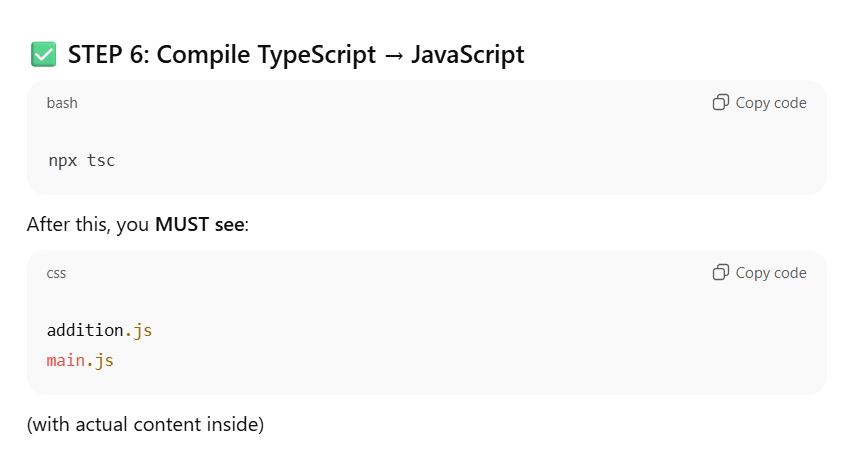 ✅ STEP 6: Compile TypeScript → JavaScript
bash
Copy code
npx tsc
After this, you MUST see:
css
Copy code
addition.js
main.js
(with actual content inside)